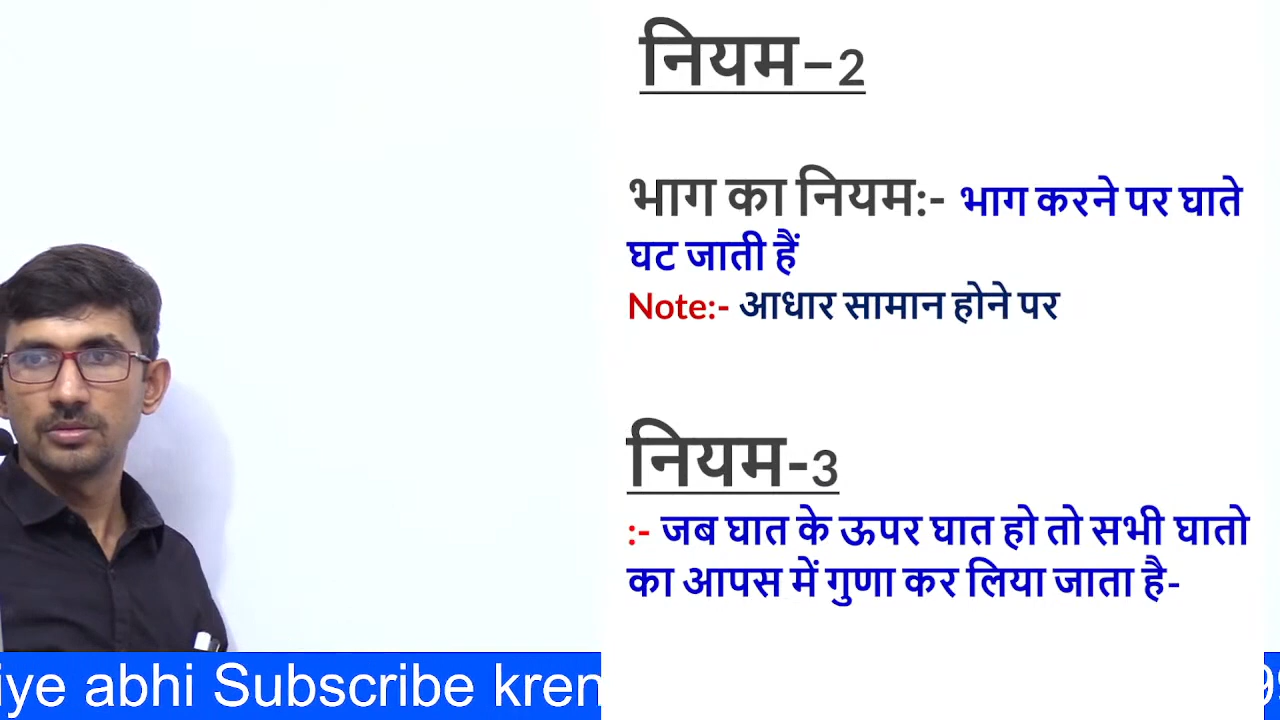 नियम–2
भाग का नियम:- भाग करने पर घाते
घट जाती हैं
Note:- आधार सामान होने पर
नियम-3
:- जब घात के ऊपर घात हो तो सभी घातो
का आपस में गुणा कर लिया जाता है-
iye abhi Subscribe kren